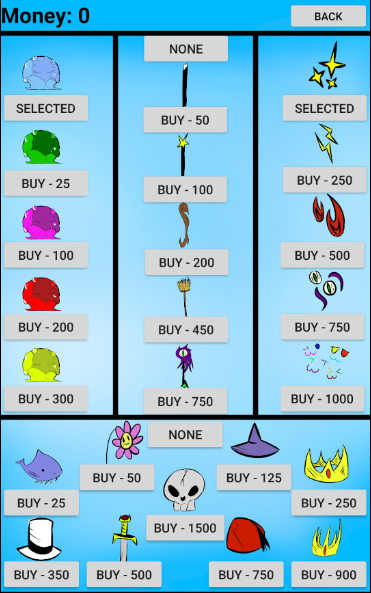 Money: 0
BACK
NONE
SELECTED
BUY - 50
SELECTED
BUY - 25
BUY - 100
BUY - 250
BUY - 100
BUY - 200
BUY - 500
BUY - 200
BUY - 450
BUY - 750
BUY - 300
BUY - 750
BUY - 1000
NONE
BUY - 50
BUY - 125
BUY - 25
BUY - 250
BUY - 1500
BUY - 350
BUY - 500
BUY - 750
BUY - 900